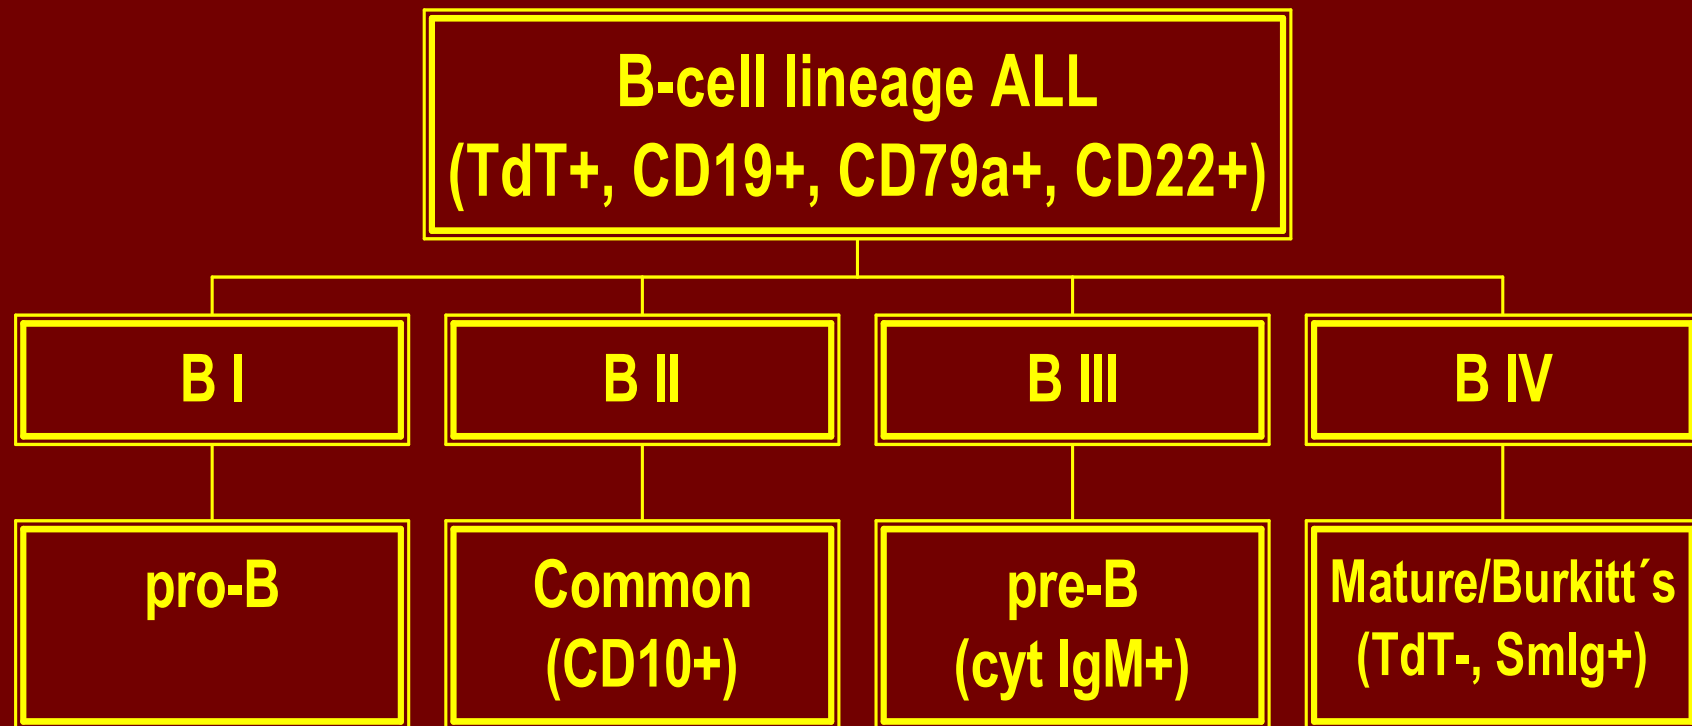 B-cell lineage ALL
(TdT+, CD19+, CD79a+, CD22+)
B I
B II
B III
B IV
pro-B
Common
(CD10+)
pre-B
(cyt IgM+)
Mature/Burkitt´s
(TdT-, SmIg+)